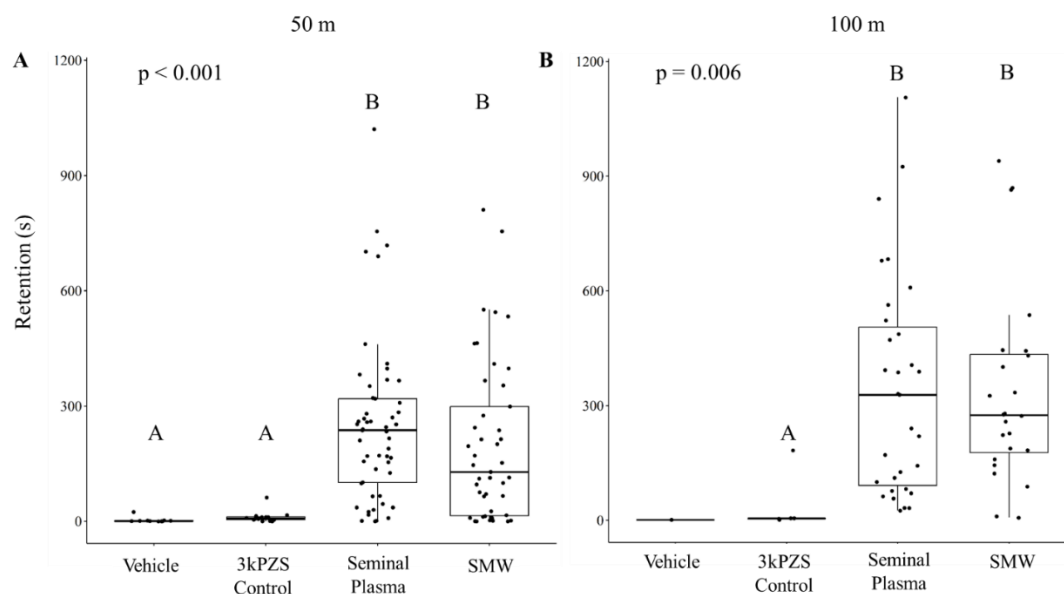 50 m
100 m
A
B
1200
p < 0.001
B
B
900
600
300
A
A
0
Retention (s)
Vehicle
3kPZS
Control
Seminal
Plasma
SMW
1200
p = 0.006
B
B
900
600
300
A
0
Vehicle
3kPZS
Control
Seminal
Plasma
SMW